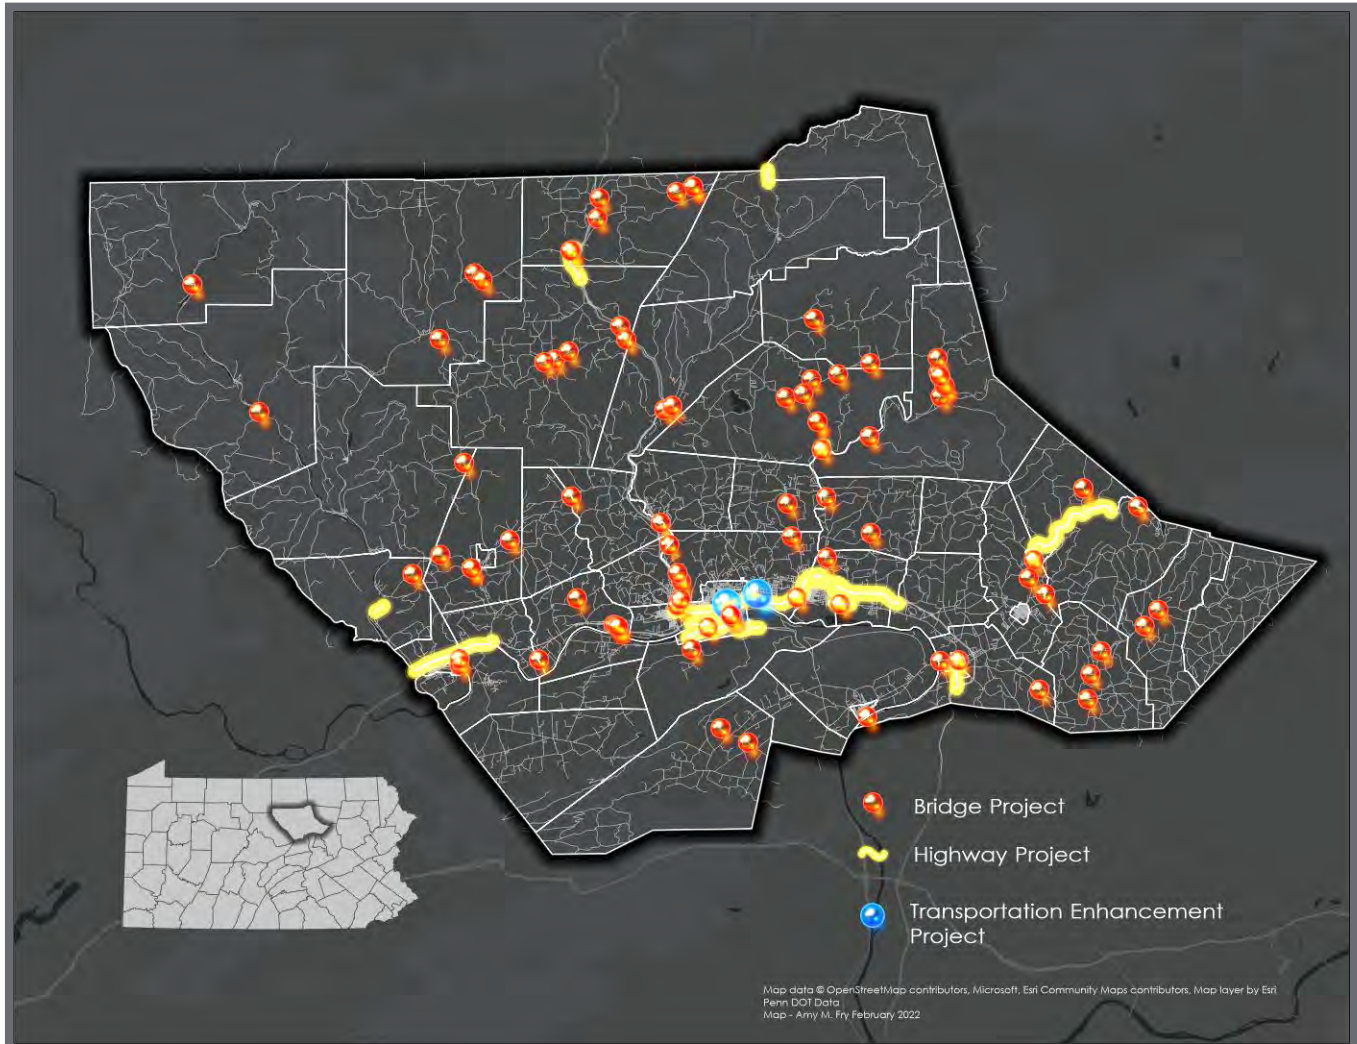 Bridge Project
Highway Project
Transportation Enhancement
Project
Map data © OpenStreetMap contributors, Microsoft, Esri Community Maps contributors, Map layer by Esri
Penn DOT Data
Map - Amy M. Fry February 2022